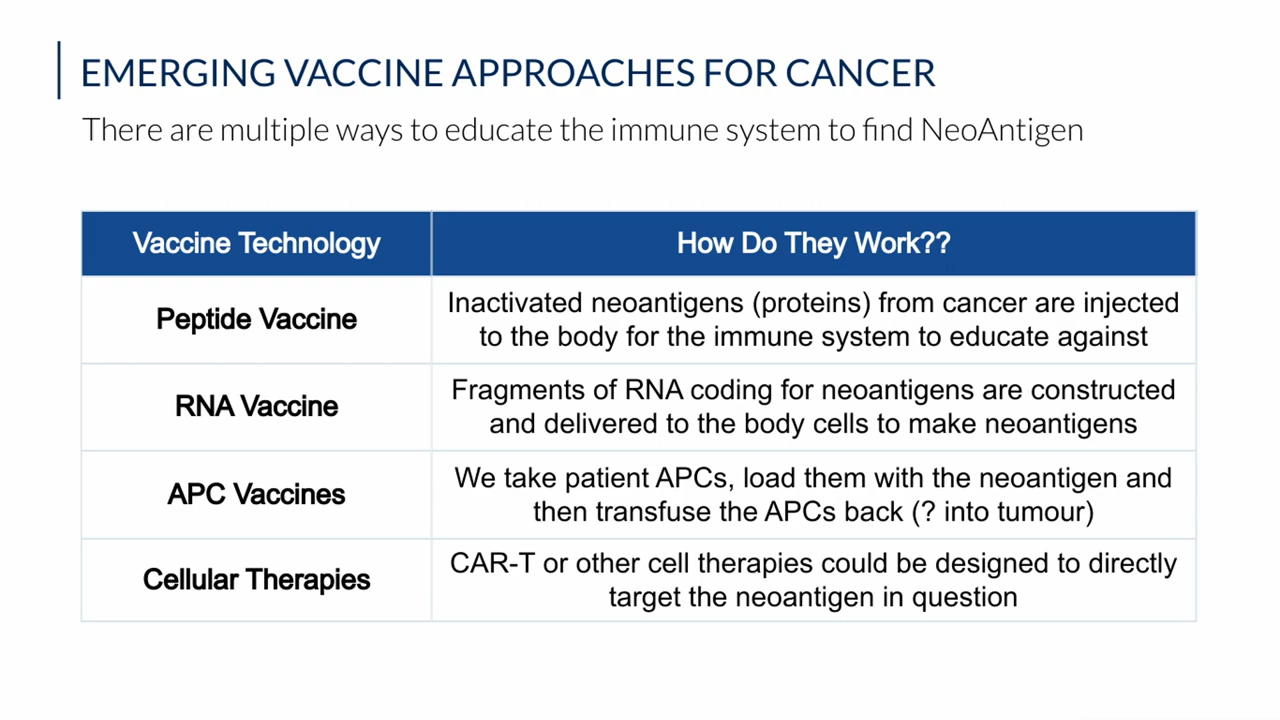 EMERGING VACCINE APPROACHES FOR CANCER
There are multiple ways to educate the immune system to find NeoAntigen
Vaccine Technology
How Do They Work??
Peptide Vaccine
Inactivated neoantigens (proteins) from cancer are injected
to the body for the immune system to educate against
RNA Vaccine
Fragments of RNA coding for neoantigens are constructed
and delivered to the body cells to make neoantigens
APC Vaccines
We take patient APCs, load them with the neoantigen and
then transfuse the APCs back (? into tumour)
Cellular Therapies
CAR-T or other cell therapies could be designed to directly
target the neoantigen in question